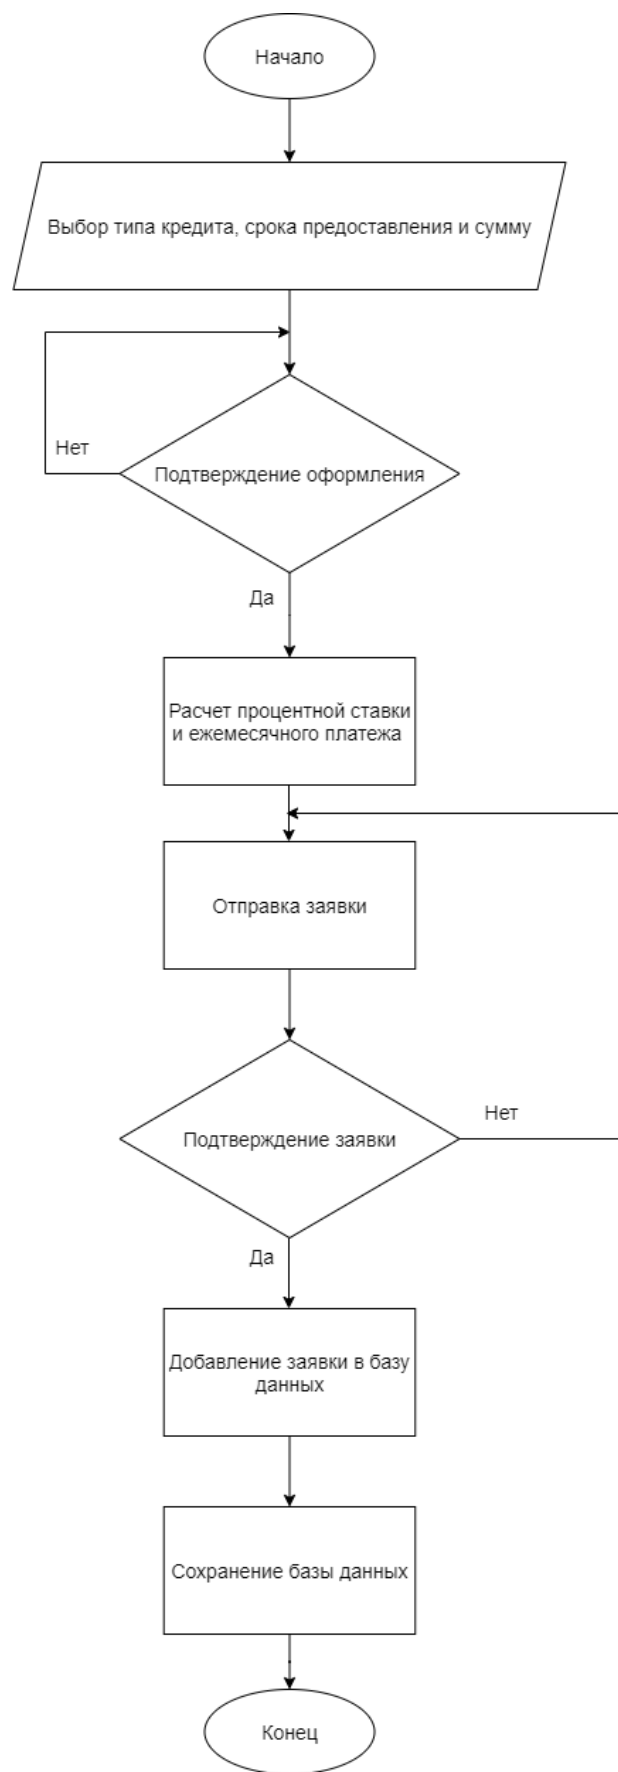 Начало
Выбор типа кредита, срока предоставления и сумму
Нет
Подтверждение оформления
Да
Расчет процентной ставки
и ежемесячного платежа
Отправка заявки
Нет
Подтверждение заявки
Да
Добавление заявки в базу
данных
Сохранение базы данных
Конец